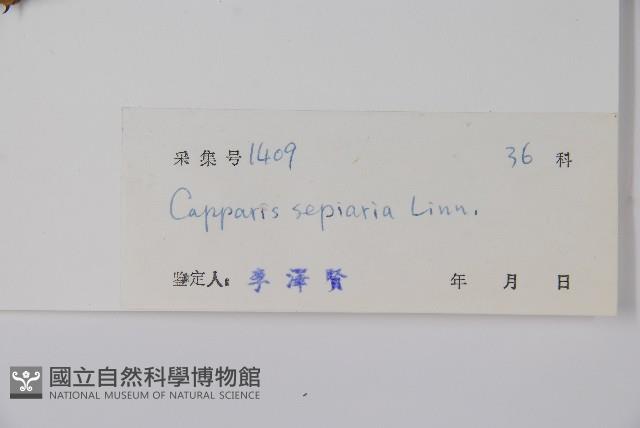 采集号 1409 36 科
Capparis sepiaria Linn.
鉴定人: 李澤賢 年 月 日
國立自然科學博物館
NATIONAL MUSEUM OF NATURAL SCIENCE